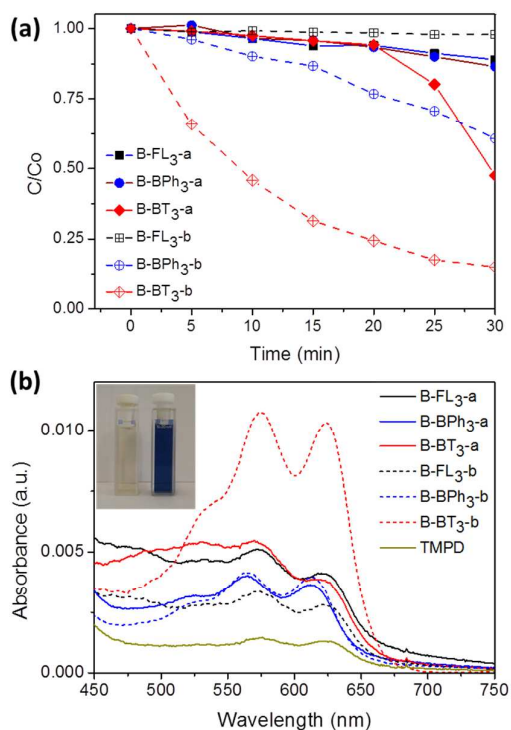 (a)
1.00
0.75
0.50
0.25
0.00
C/Co
B-FL3-a
B-BPh3-a
B-BT3-a
B-FL3-b
B-BPh3-b
B-BT3-b
0 5 10 15 20 25 30
Time (min)
(b)
0.010
0.005
0.000
Absorbance (a.u.)
B-FL3-a
B-BPh3-a
B-BT3-a
B-FL3-b
B-BPh3-b
B-BT3-b
TMPD
450 500 550 600 650 700 750
Wavelength (nm)